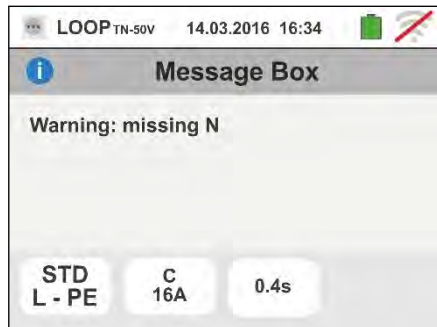 LOOP TN-50V 14.03.2016 16:34
Message Box
Warning: missing N
STD
L - PE
C
16A
0.4s